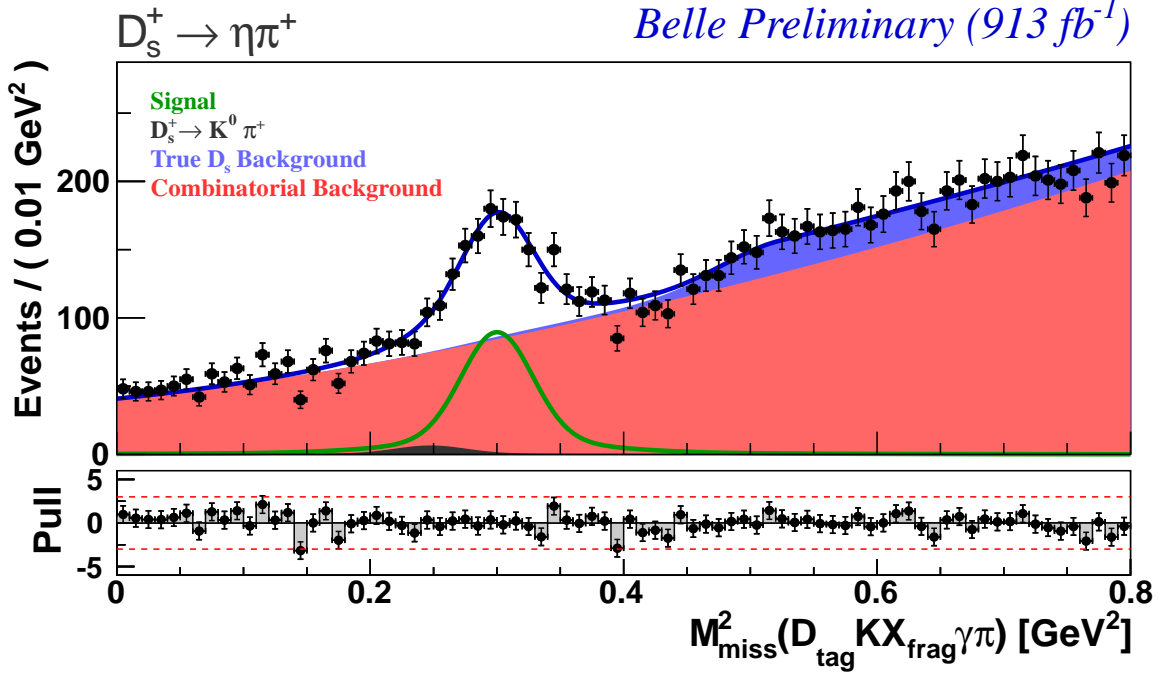 D_s^+ → ηπ^+
Belle Preliminary (913 fb^-1)
Events / ( 0.01 GeV^2 )
Signal
D_s^+ → K^0 π^+
True D_s Background
Combinatorial Background
200
100
0
Pull
5
0
-5
0 0.2 0.4 0.6 0.8
M^2_miss(D_tag KX_frag γπ) [GeV^2]